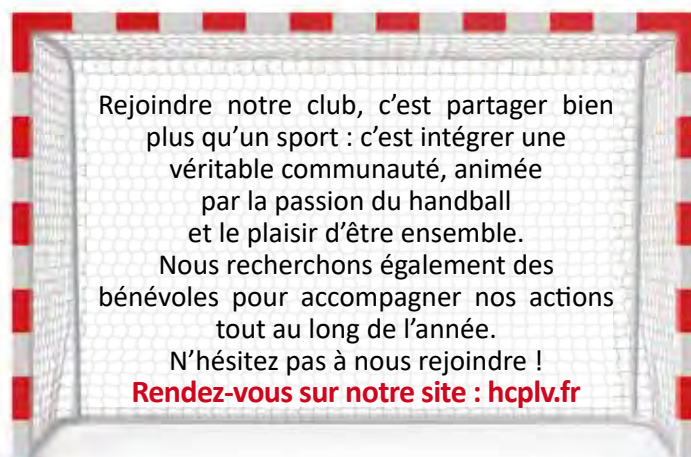 Rejoindre notre club, c’est partager bien
plus qu’un sport : c’est intégrer une
véritable communauté, animée
par la passion du handball
et le plaisir d’être ensemble.
Nous recherchons également des
bénévoles pour accompagner nos actions
tout au long de l’année.
N’hésitez pas à nous rejoindre !
Rendez-vous sur notre site : hcplv.fr